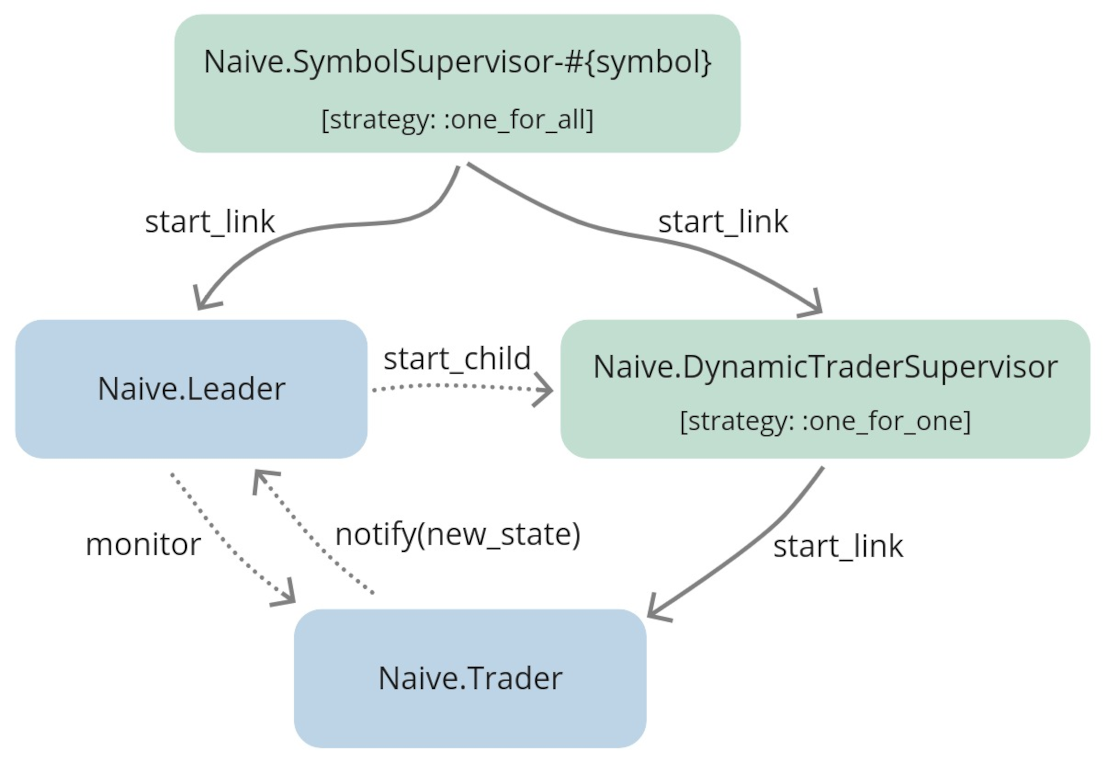 Naive.SymbolSupervisor-#{symbol}
[strategy: :one_for_all]
start_link
start_link
Naive.Leader
start_child
Naive.DynamicTraderSupervisor
[strategy: :one_for_one]
monitor
notify(new_state)
start_link
Naive.Trader